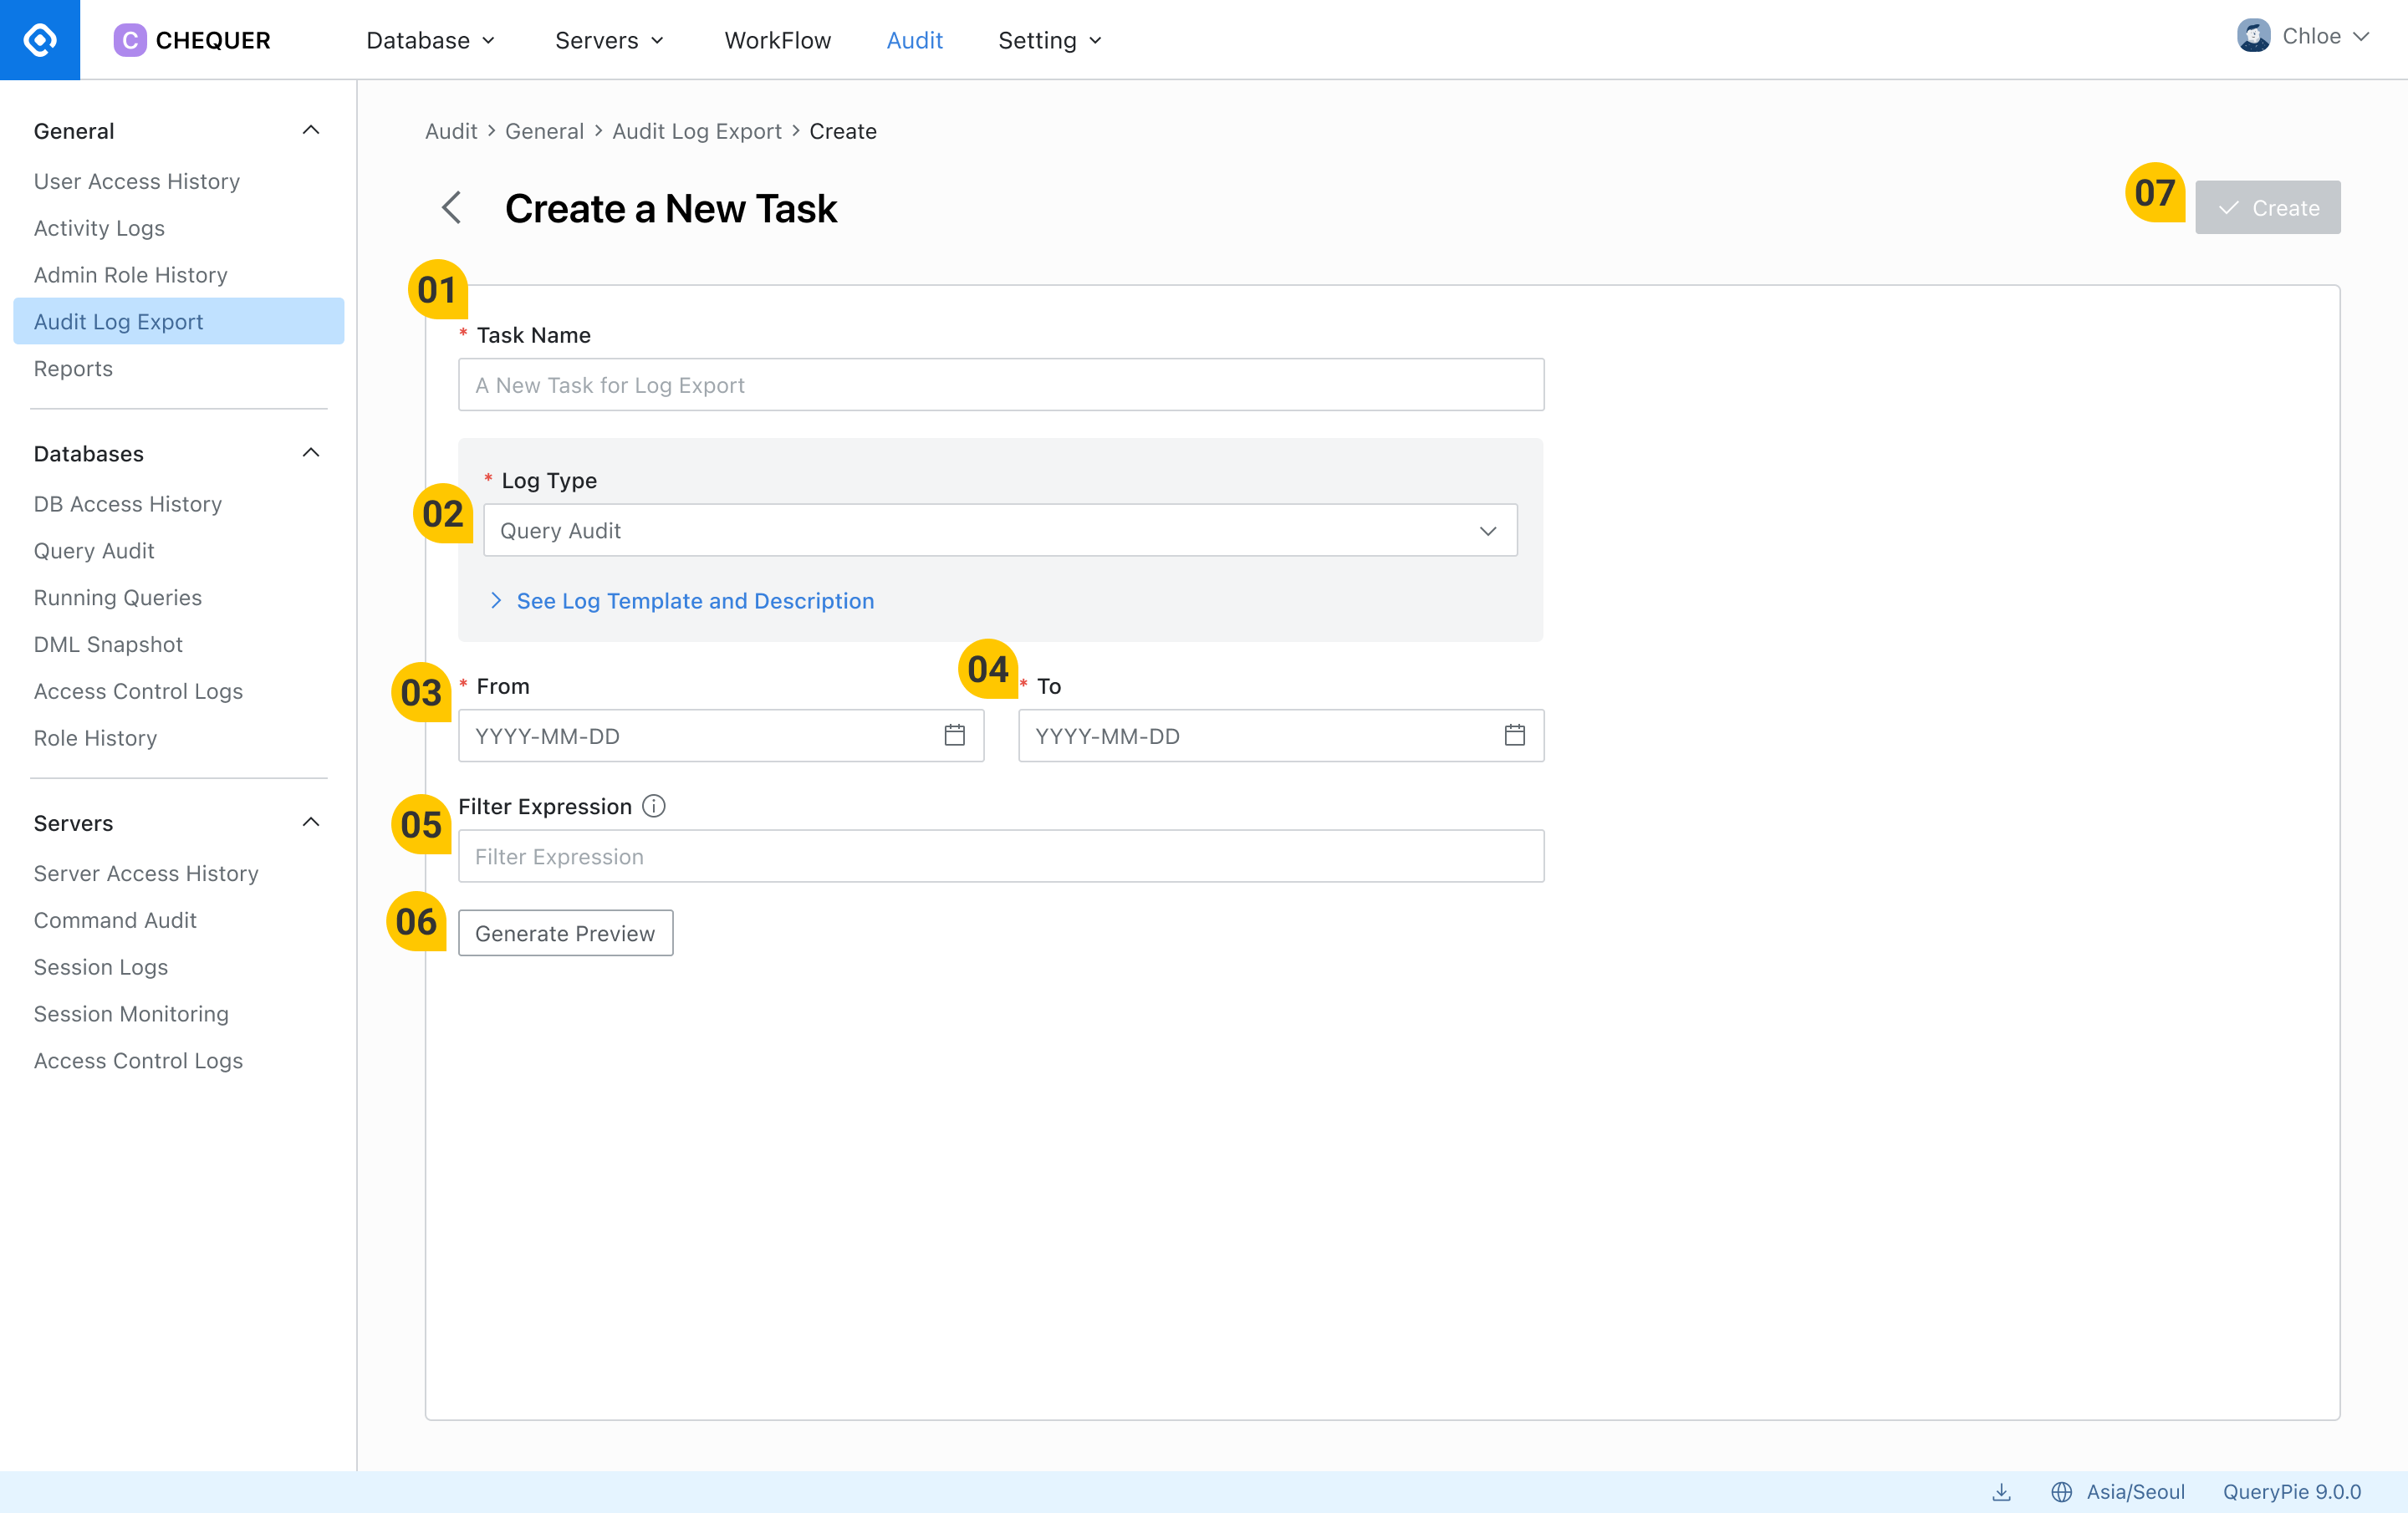 C CHEQUER Database Servers WorkFlow Audit Setting Chloe
General
User Access History
Activity Logs
Admin Role History
Audit Log Export
Reports
Databases
DB Access History
Query Audit
Running Queries
DML Snapshot
Access Control Logs
Role History
Servers
Server Access History
Command Audit
Session Logs
Session Monitoring
Access Control Logs
Audit > General > Audit Log Export > Create
Create a New Task
07 Create
01
* Task Name
A New Task for Log Export
* Log Type
02
Query Audit
See Log Template and Description
03 * From
YYYY-MM-DD
04 * To
YYYY-MM-DD
05 Filter Expression
Filter Expression
06 Generate Preview
Asia/Seoul QueryPie 9.0.0